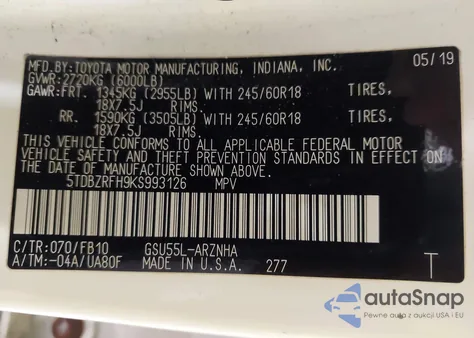 MFD.BY: TOYOTA MOTOR MANUFACTURING, INDIANA, INC. 05/19
GVWR: 2720KG (6000LB)
GAWR: FRT. 1345KG (2955LB) WITH 245/60R18 TIRES,
18X7.5J RIMS.
RR. 1590KG (3505LB) WITH 245/60R18 TIRES,
18X7.5J RIMS.
THIS VEHICLE CONFORMS TO ALL APPLICABLE FEDERAL MOTOR
VEHICLE SAFETY AND BUMPER STANDARDS IN EFFECT ON
THE DATE OF MANUFACTURE SHOWN ABOVE.
5TDBZRFH9KS993126 MPV
C/TR: 070/FB10 GSU55L-ARZNHA
A/TM: -04A/UA80F MADE IN U.S.A. 277 T
autoSnap
Pewne auta z aukcji USA i EU